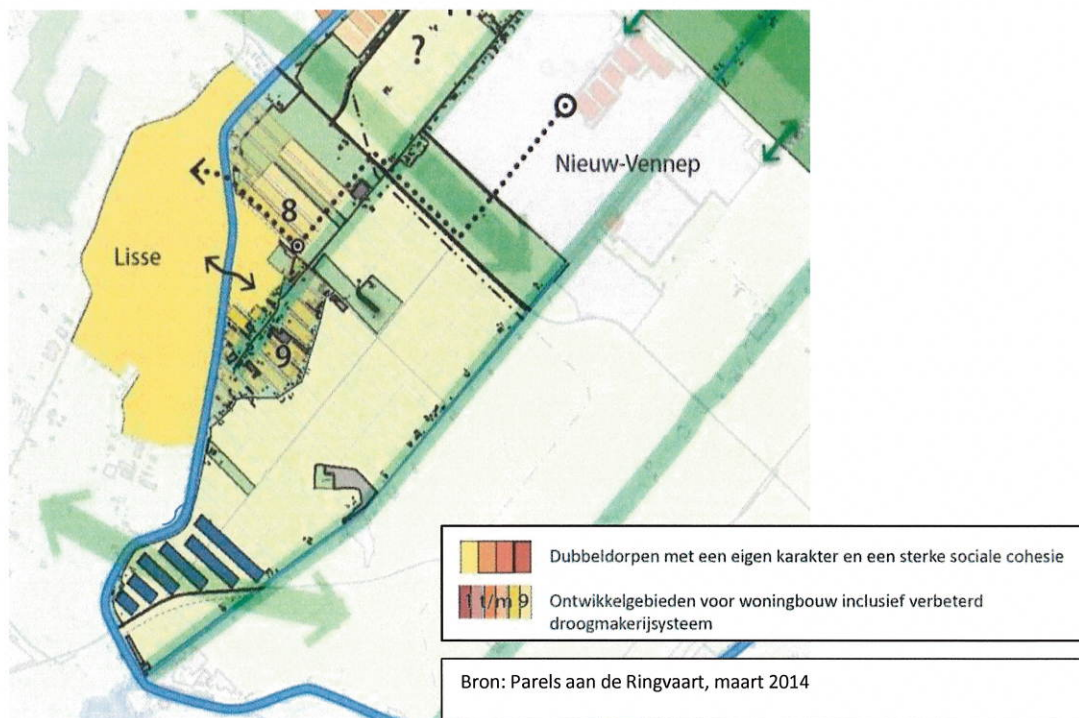 ?
Nieuw-Vennep
8
Lisse
9
Dubbeldorpen met een eigen karakter en een sterke sociale cohesie
1 t/m 9 Ontwikkelgebieden voor woningbouw inclusief verbeterd
droogmakerijsysteem
Bron: Parels aan de Ringvaart, maart 2014